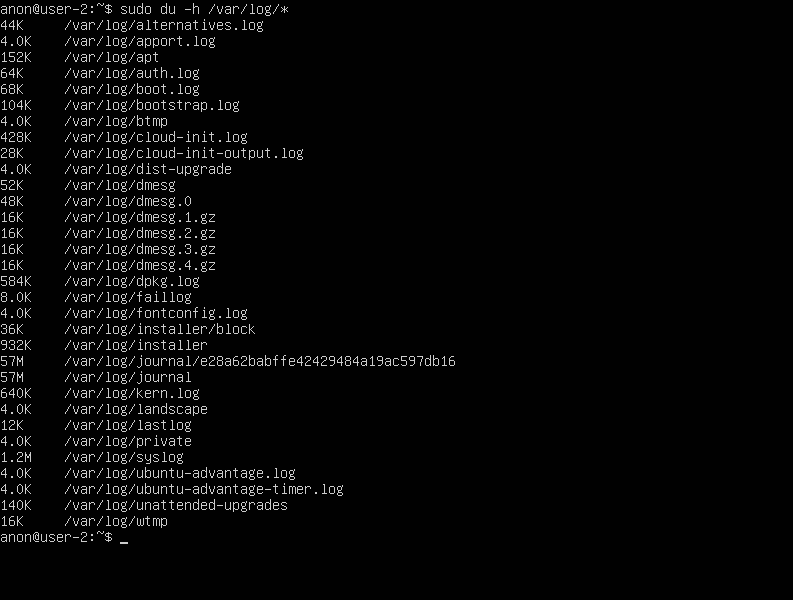 anon@user-2:~$ sudo du -h /var/log/*
44K	/var/log/alternatives.log
4.0K	/var/log/apport.log
152K	/var/log/apt
64K	/var/log/auth.log
68K	/var/log/boot.log
104K	/var/log/bootstrap.log
4.0K	/var/log/btmp
428K	/var/log/cloud-init.log
28K	/var/log/cloud-init-output.log
4.0K	/var/log/dist-upgrade
52K	/var/log/dmesg
48K	/var/log/dmesg.0
16K	/var/log/dmesg.1.gz
16K	/var/log/dmesg.2.gz
16K	/var/log/dmesg.3.gz
16K	/var/log/dmesg.4.gz
584K	/var/log/dpkg.log
8.0K	/var/log/faillog
4.0K	/var/log/fontconfig.log
36K	/var/log/installer/block
932K	/var/log/installer
57M	/var/log/journal/e28a62babffe42429484a19ac597db16
57M	/var/log/journal
640K	/var/log/kern.log
4.0K	/var/log/landscape
12K	/var/log/lastlog
4.0K	/var/log/private
1.2M	/var/log/syslog
4.0K	/var/log/ubuntu-advantage.log
4.0K	/var/log/ubuntu-advantage-timer.log
140K	/var/log/unattended-upgrades
16K	/var/log/wtmp
anon@user-2:~$ _